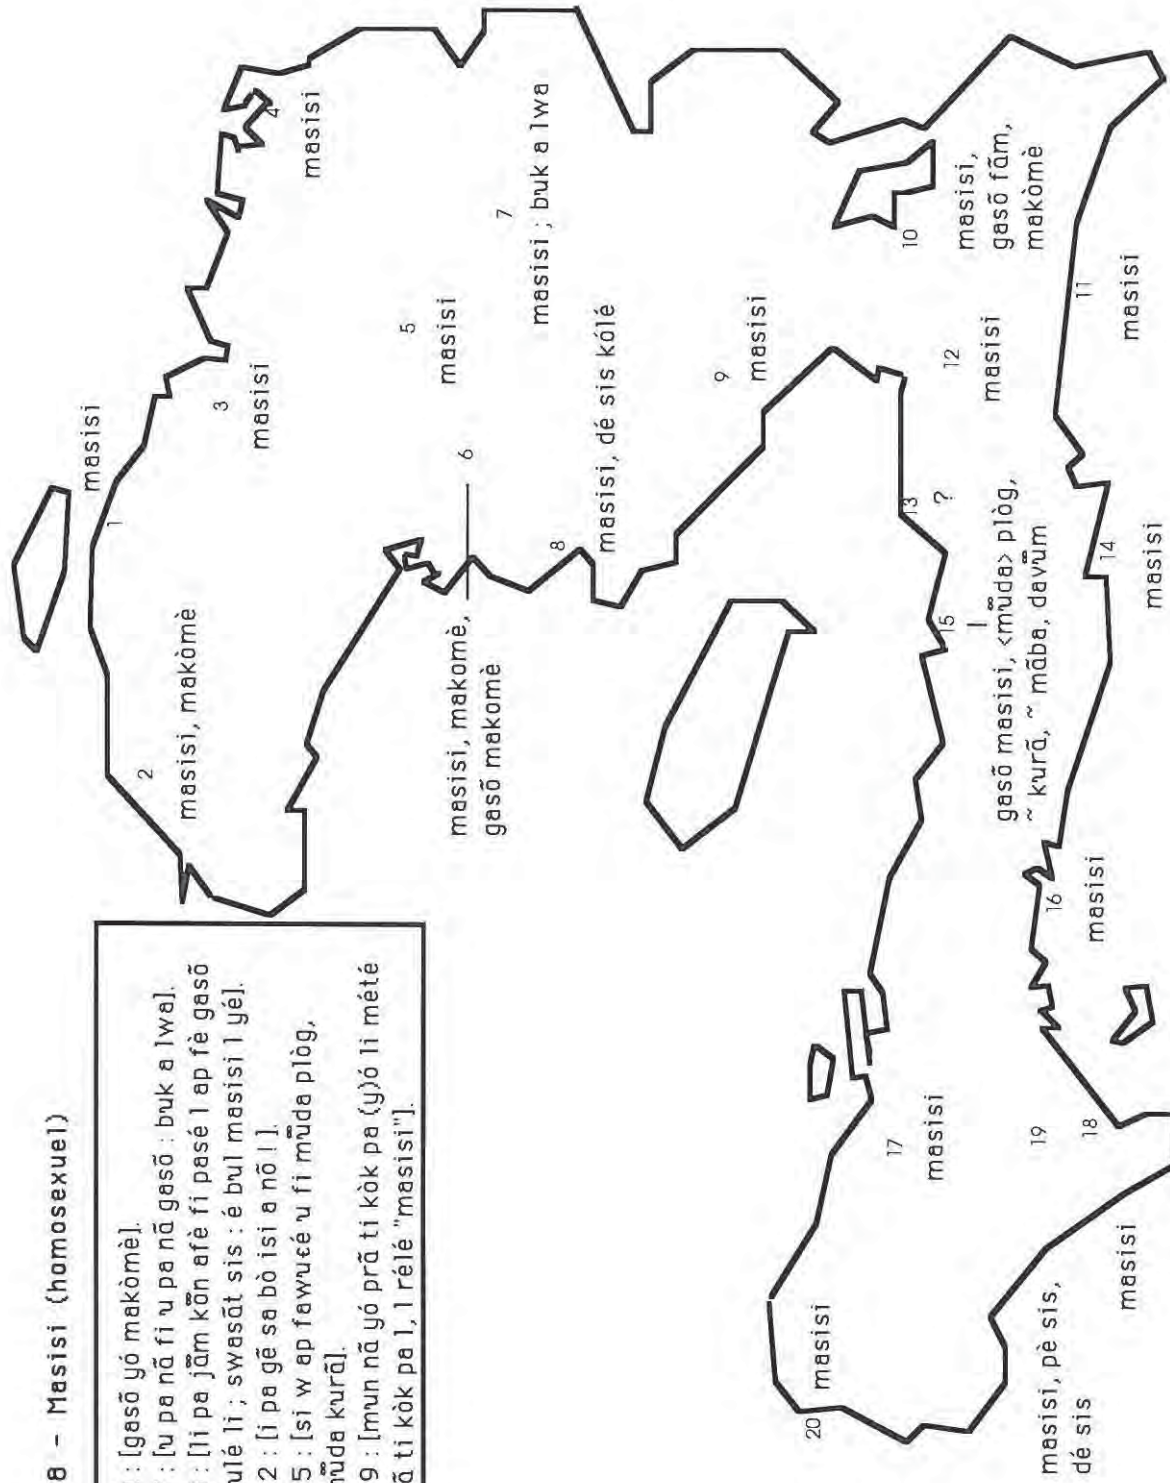 8 - Masisi (homosexuel)
: [gasõ yó makòmè].
: [u pa nã fi u pa nã gasõ : buk a lwa].
: [li pa jãm kõn afè fi pasé l ap fè gasõ
ulé li ; swasãt sis : é bul masisi l yé].
2 : [i pa gẽ sa bò isi a nõ ! ].
5 : [si w ap fawué u fi mũda plòg,
mũda kurã].
9 : [mun nã yó prã ti kòk pa (y)ó li mété
ã ti kòk pa l, l rélé "masisi"].
1
masisi
2
masisi, makòmè
3
masisi
4
masisi
5
masisi
6
masisi, makomè,
gasõ makomè
7
masisi ; buk a lwa
8
masisi, dé sis kólé
9
masisi
10
masisi,
gasõ fãm,
makòmè
11
masisi
12
masisi
13
?
14
masisi
15
gasõ masisi, <mũda> plòg,
~ kurã, ~ mãba, davũm
16
masisi
17
masisi
18
masisi
19
masisi, pè sis,
dé sis
20
masisi